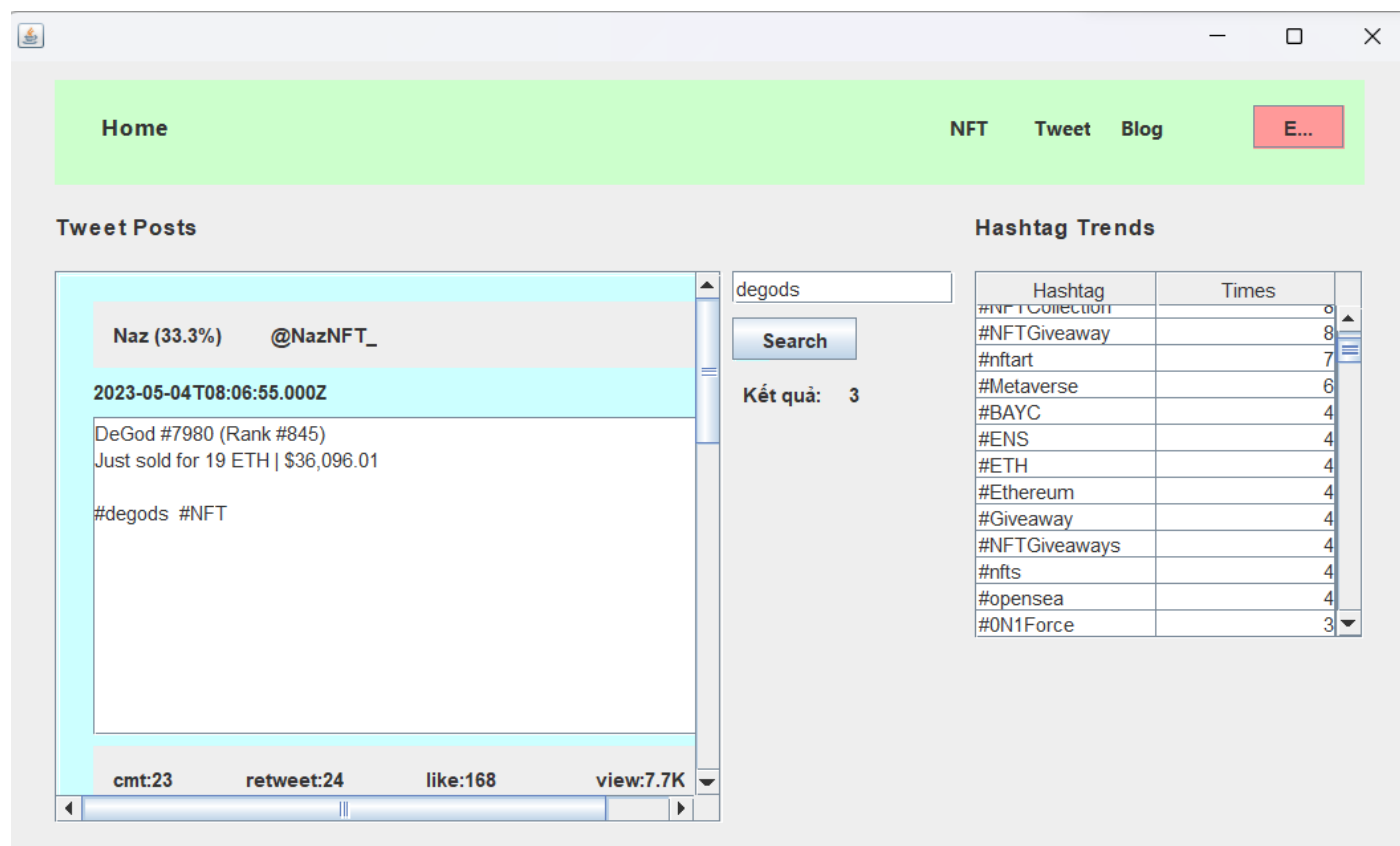 Home
NFT Tweet Blog E...
Tweet Posts
Naz (33.3%) @NazNFT_
2023-05-04T08:06:55.000Z
DeGod #7980 (Rank #845)
Just sold for 19 ETH | $36,096.01
#degods #NFT
cmt:23 retweet:24 like:168 view:7.7K
degods
Search
Kết quả: 3
Hashtag Trends
Hashtag Times
#NFTCollection 8
#NFTGiveaway 8
#nftart 7
#Metaverse 6
#BAYC 4
#ENS 4
#ETH 4
#Ethereum 4
#Giveaway 4
#NFTGiveaways 4
#nfts 4
#opensea 4
#0N1Force 3